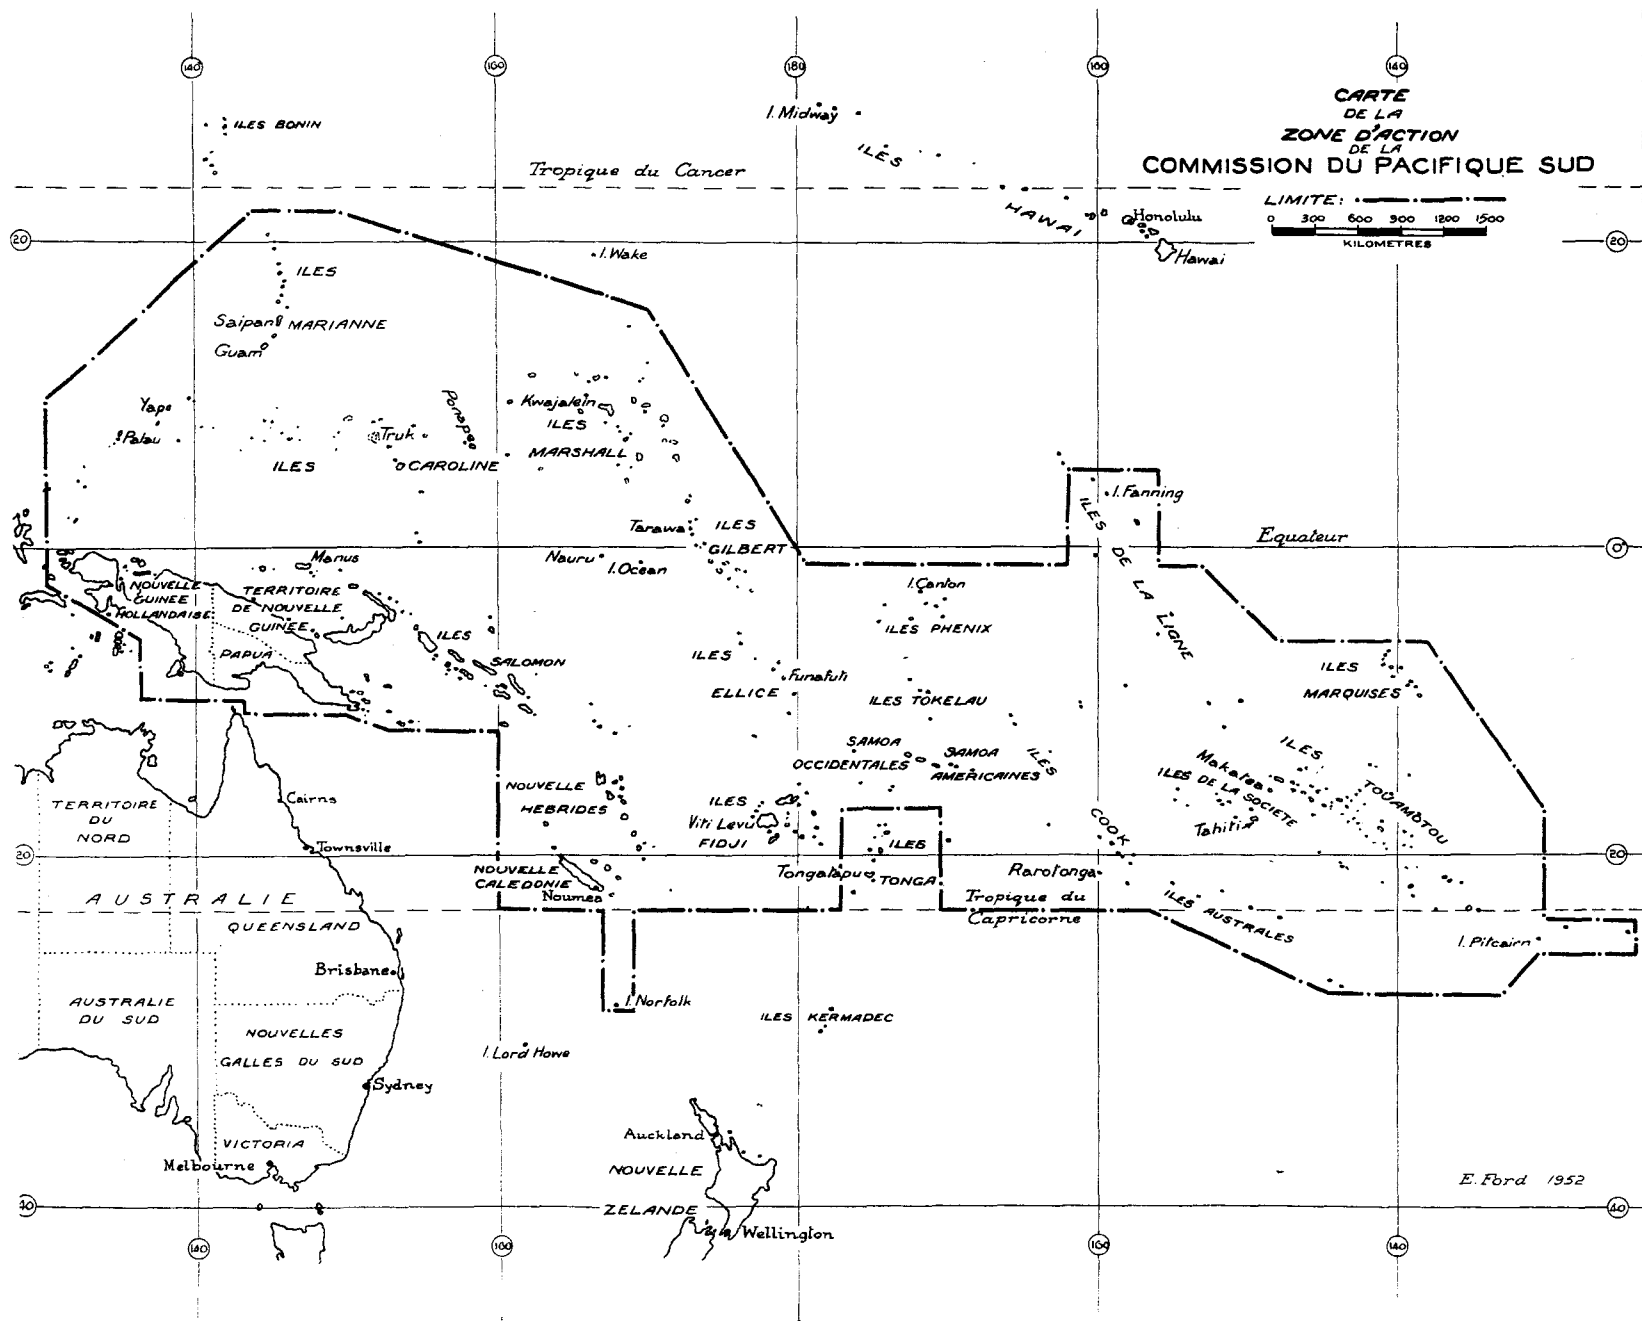 140
160
180
160
140
CARTE
DE LA
ZONE D'ACTION
DE LA
COMMISSION DU PACIFIQUE SUD
LIMITE:
0 300 600 900 1200 1500
KILOMETRES
I. Midway
ILES BONIN
ILES
HAWAI
Honolulu
Hawai
Tropique du Cancer
20
20
I. Wake
ILES
MARIANNE
Saipan
Guam
Yap
Palau
Truk
Ponape
ILES
CAROLINE
Kwajalein
ILES
MARSHALL
I. Fanning
ILES
DE LA
LIGNE
Tarawa
ILES
GILBERT
Equateur
0°
Nauru
I. Ocean
Manus
NOUVELLE
GUINEE
HOLLANDAISE
TERRITOIRE
DE NOUVELLE
GUINEE
PAPUA
ILES
SALOMON
I. Canton
ILES PHENIX
ILES
ELLICE
Funafuti
ILES TOKELAU
ILES
MARQUISES
SAMOA
OCCIDENTALES
SAMOA
AMERICAINES
ILES
COOK
Makatea
ILES DE LA SOCIETE
Tahiti
ILES
TOUAMOTOU
TERRITOIRE
DU
NORD
Cairns
Townsville
NOUVELLE
HEBRIDES
ILES
Viti Levu
FIDJI
20
20
NOUVELLE
CALEDONIE
Noumea
Tongatapu
ILES
TONGA
Rarotonga
Tropique du
Capricorne
ILES AUSTRALES
I. Pitcairn
AUSTRALIE
QUEENSLAND
Brisbane
AUSTRALIE
DU SUD
NOUVELLES
GALLES DU SUD
I. Norfolk
ILES KERMADEC
I. Lord Howe
Sydney
VICTORIA
Melbourne
Auckland
NOUVELLE
ZELANDE
Wellington
E. Ford 1952
40
40
140
160
180
160
140